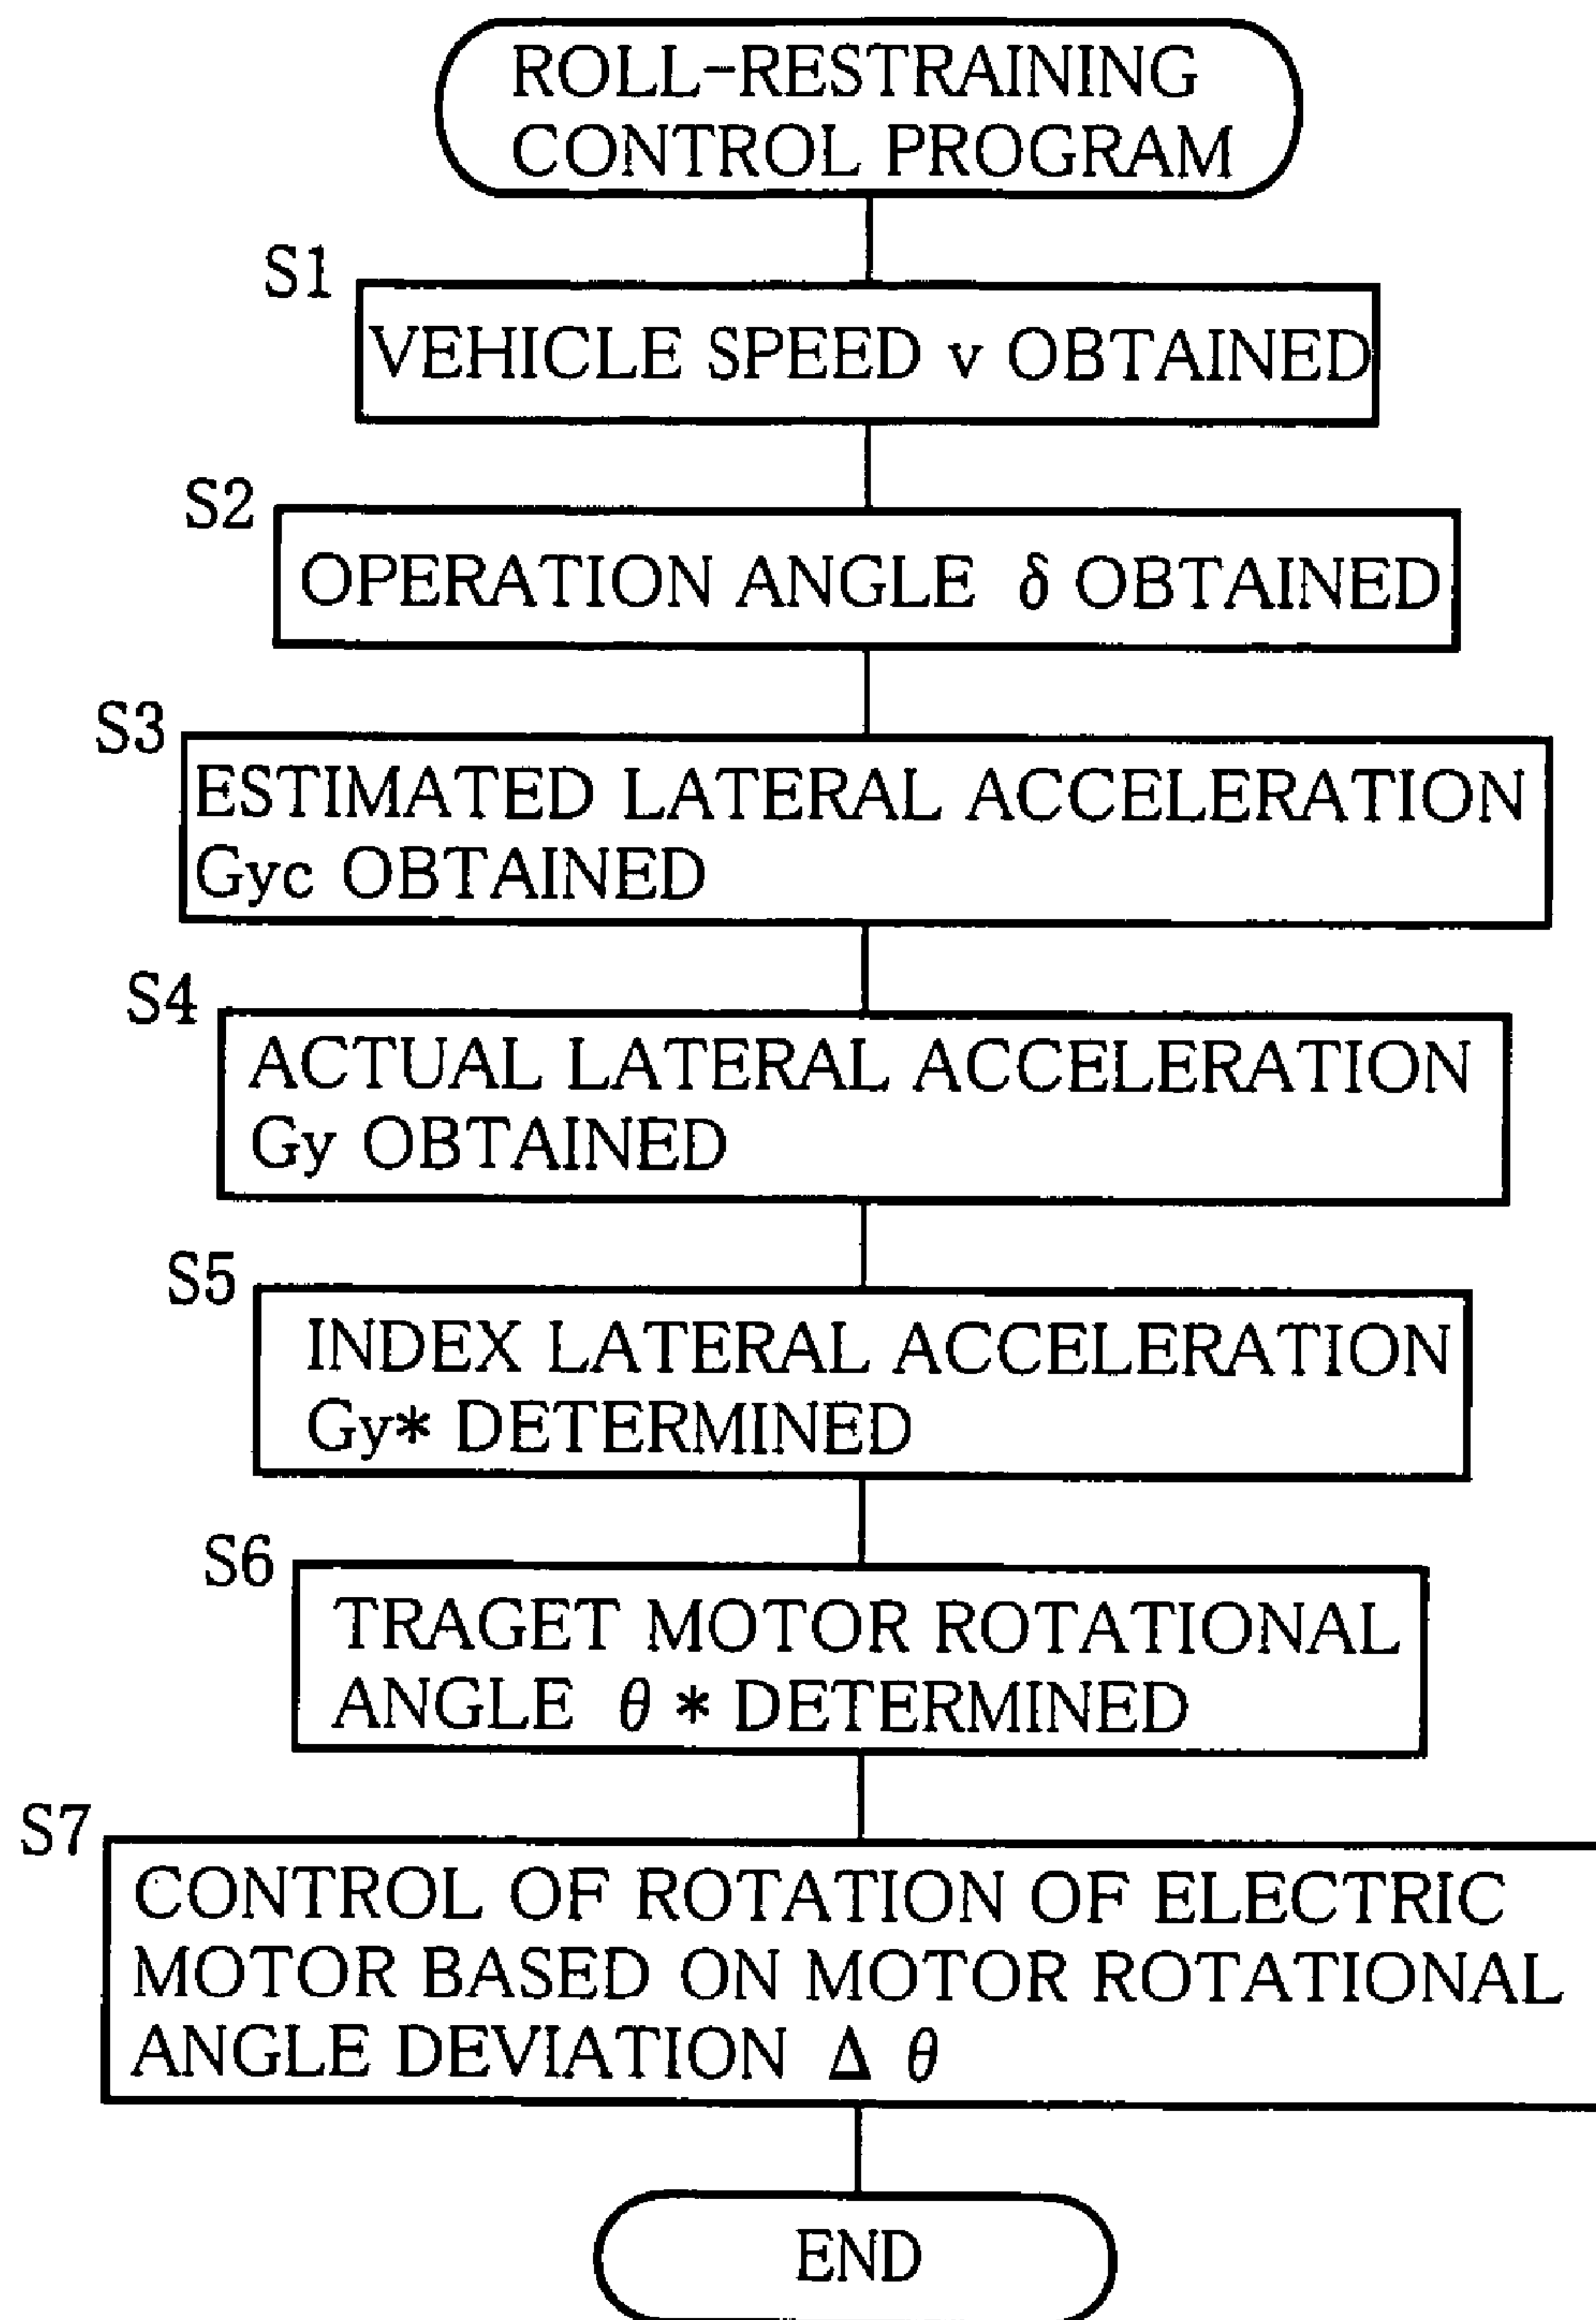 ROLL-RESTRAINING
CONTROL PROGRAM
S1
VEHICLE SPEED v OBTAINED
S2
OPERATION ANGLE δ OBTAINED
S3
ESTIMATED LATERAL ACCELERATION
Gyc OBTAINED
S4
ACTUAL LATERAL ACCELERATION
Gy OBTAINED
S5
INDEX LATERAL ACCELERATION
Gy* DETERMINED
S6
TRAGET MOTOR ROTATIONAL
ANGLE θ * DETERMINED
S7
CONTROL OF ROTATION OF ELECTRIC
MOTOR BASED ON MOTOR ROTATIONAL
ANGLE DEVIATION Δ θ
END